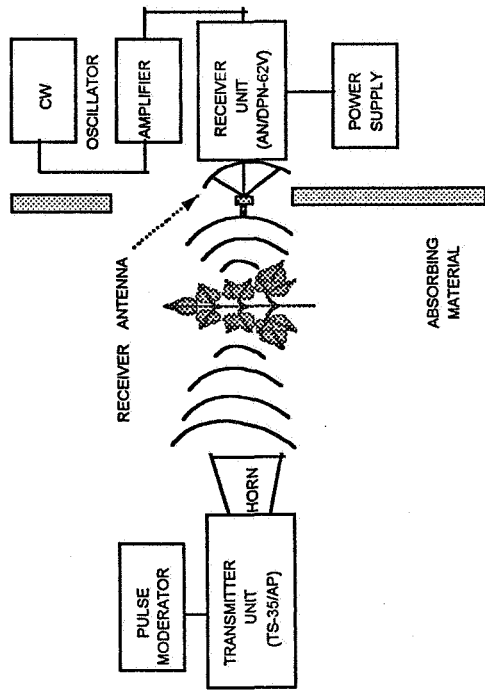 PULSE
MODERATOR
TRANSMITTER
UNIT
(TS-35/AP)
HORN
RECEIVER ANTENNA
ABSORBING
MATERIAL
CW
OSCILLATOR
AMPLIFIER
RECEIVER
UNIT
(AN/DPN-62V)
POWER
SUPPLY